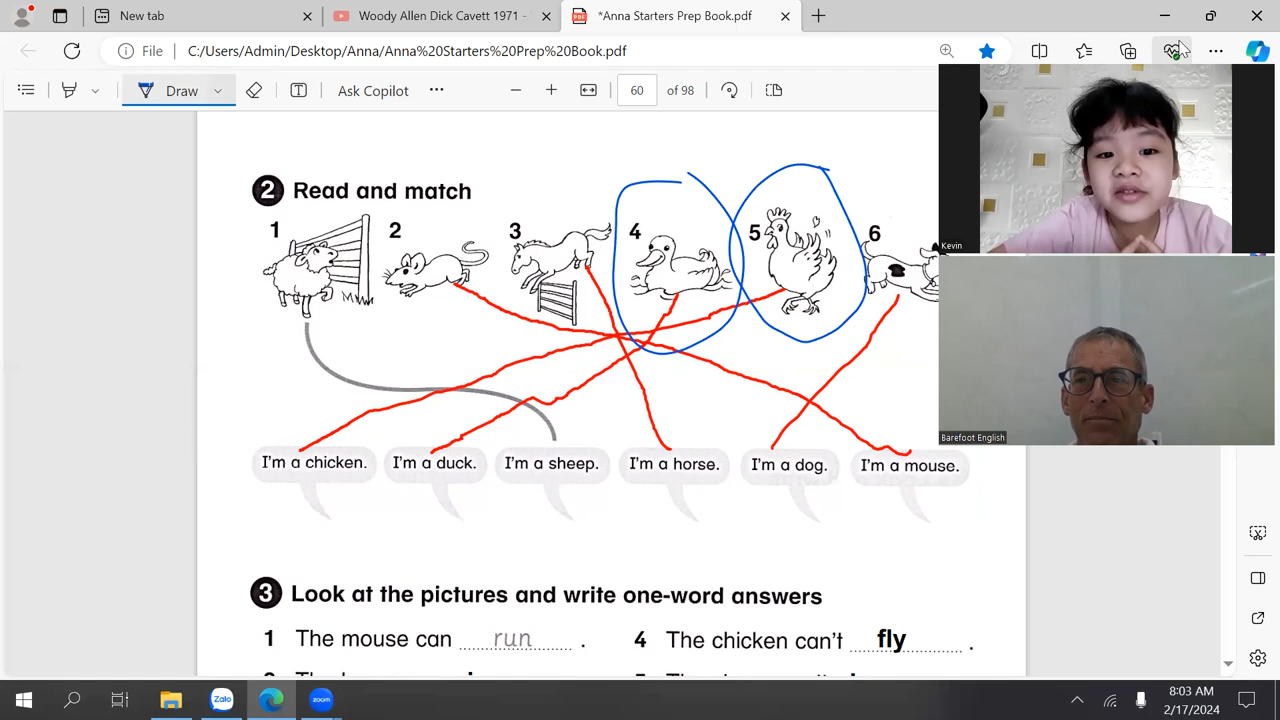 New tab
Woody Allen Dick Cavett 1971 -
*Anna Starters Prep Book.pdf
File
C:/Users/Admin/Desktop/Anna/Anna%20Starters%20Prep%20Book.pdf
Draw
Ask Copilot
60 of 98
2 Read and match
1 2 3 4 5 6
I'm a chicken. I'm a duck. I'm a sheep. I'm a horse. I'm a dog. I'm a mouse.
3 Look at the pictures and write one-word answers
1 The mouse can run .
4 The chicken can't fly .
Kevin
Barefoot English
Zalo
zoom
8:03 AM
2/17/2024